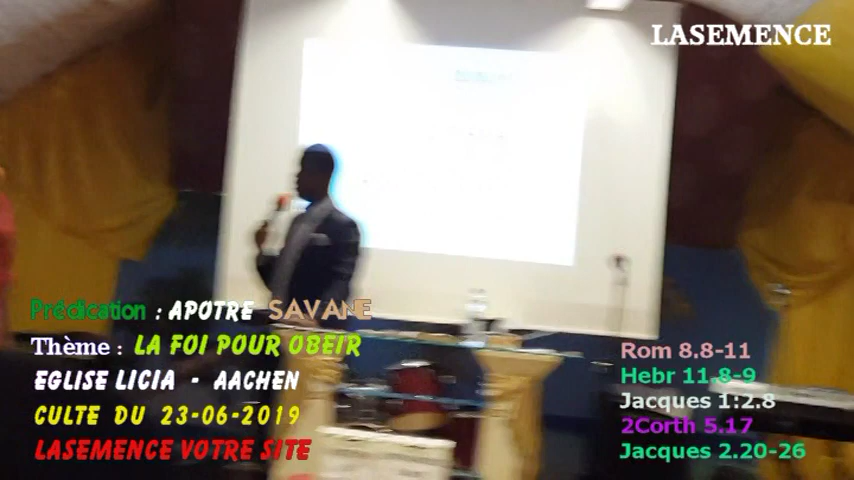 LASEMENCE
Prédication : APOTRE SAVANE
Thème : LA FOI POUR OBEIR
EGLISE LICIA - AACHEN
CULTE DU 23-06-2019
LASEMENCE VOTRE SITE
Rom 8.8-11
Hebr 11.8-9
Jacques 1:2.8
2Corth 5.17
Jacques 2.20-26